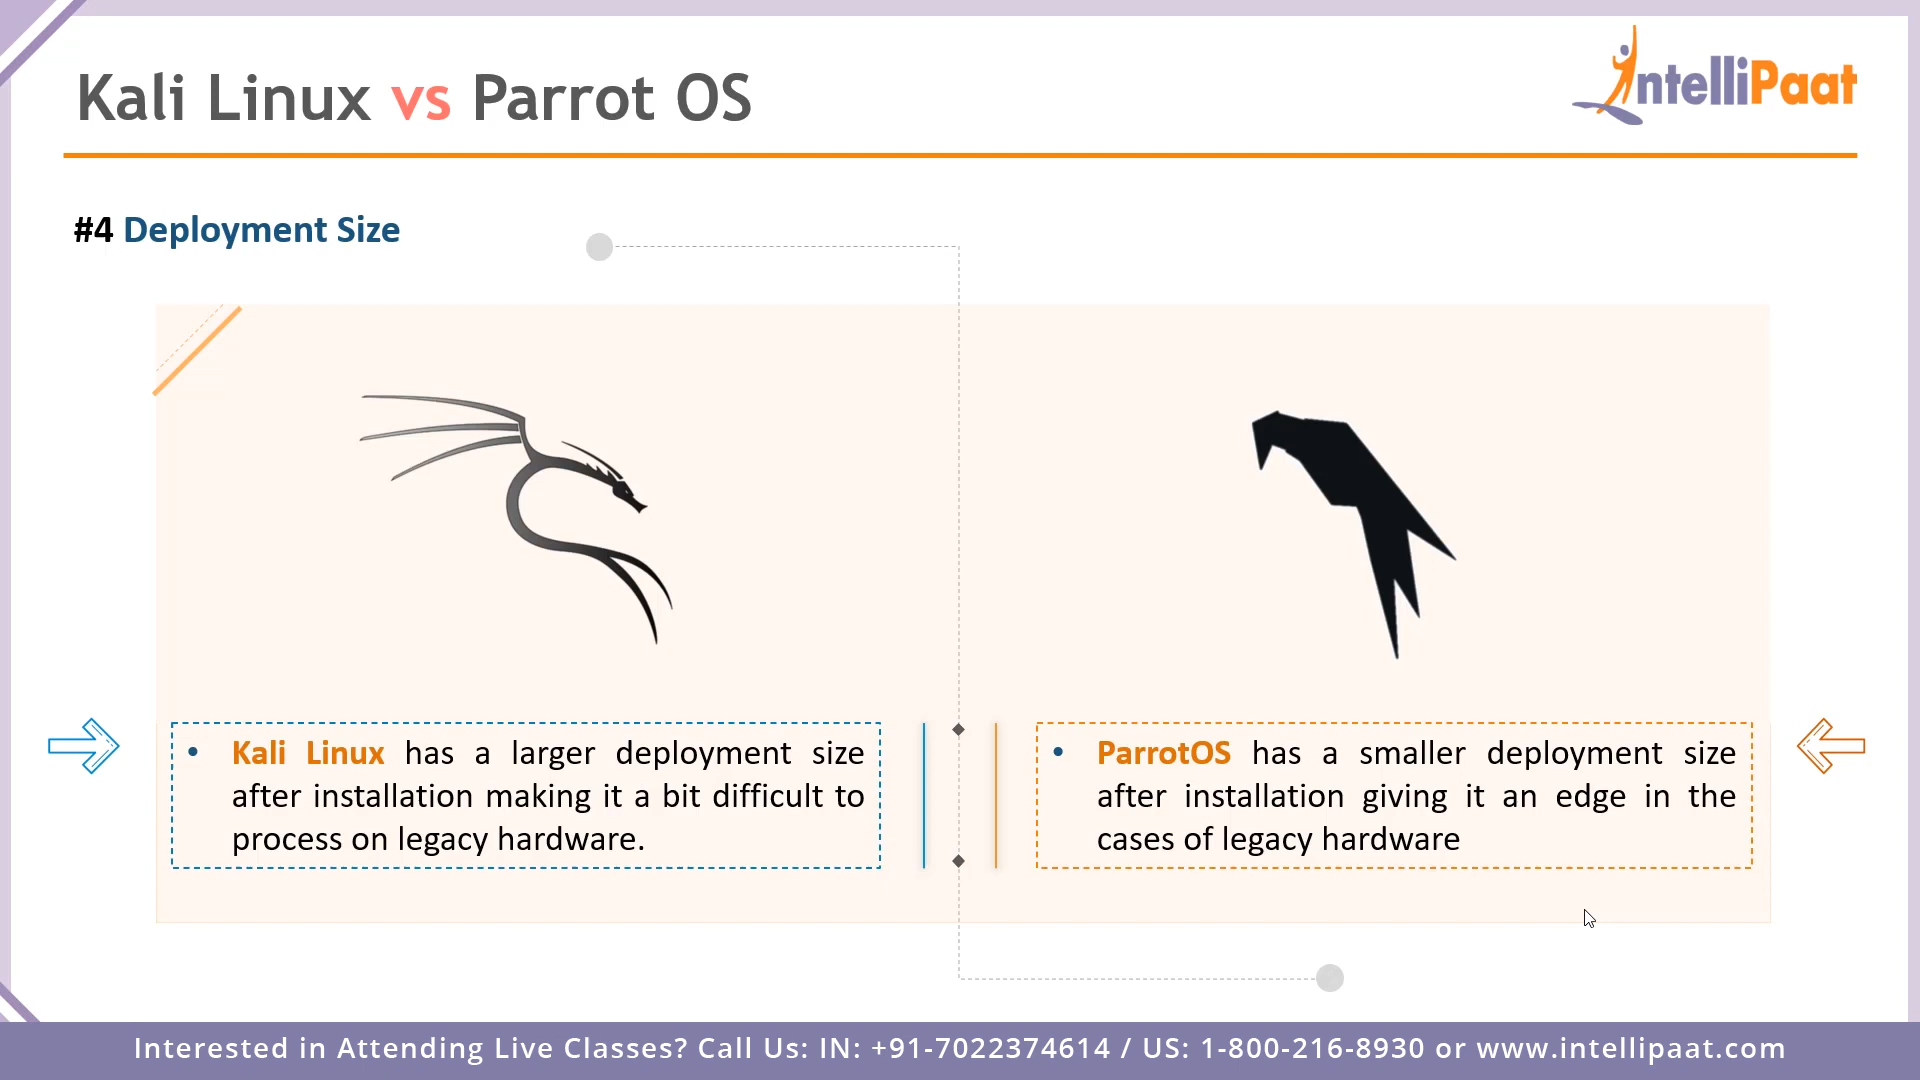 Kali Linux vs Parrot OS
IntelliPaat
#4 Deployment Size
• Kali Linux has a larger deployment size
after installation making it a bit difficult to
process on legacy hardware.
• ParrotOS has a smaller deployment size
after installation giving it an edge in the
cases of legacy hardware
Interested in Attending Live Classes? Call Us: IN: +91-7022374614 / US: 1-800-216-8930 or www.intellipaat.com